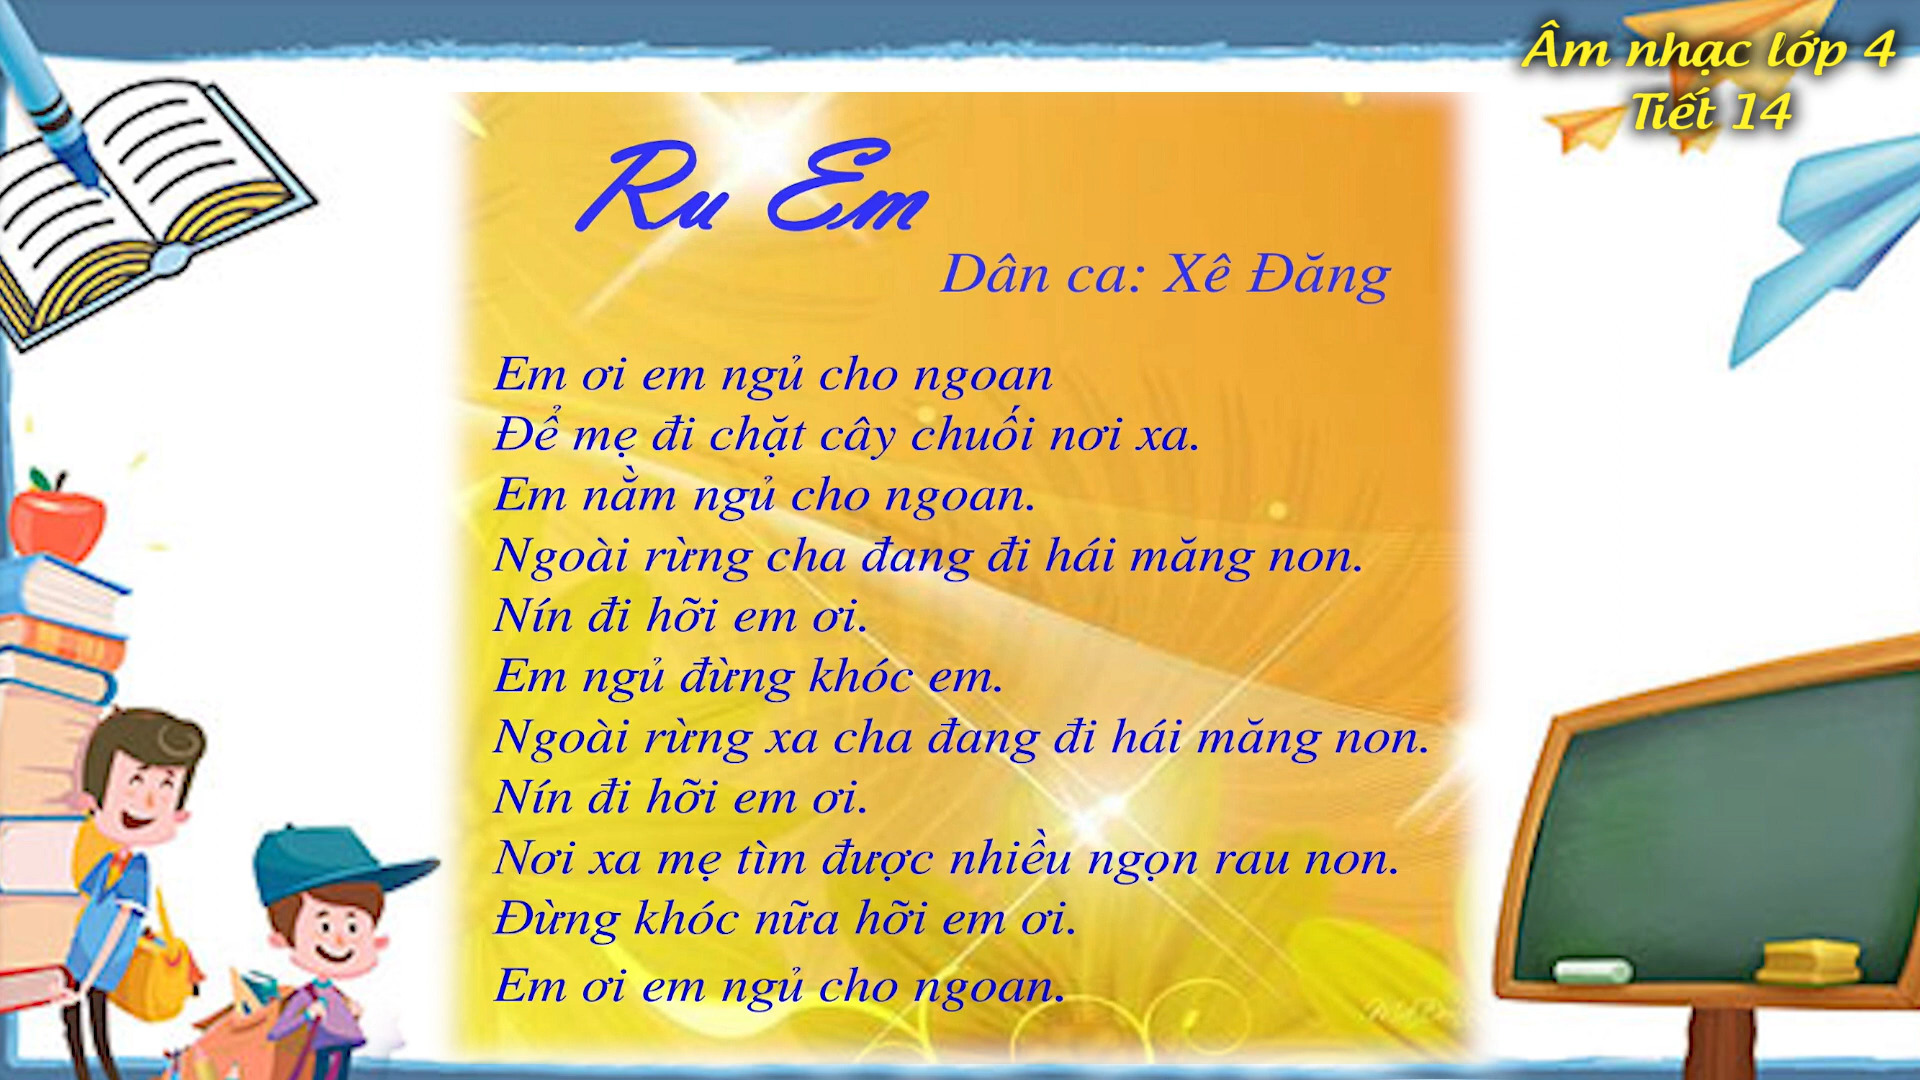 Âm nhạc lớp 4
Tiết 14
Ru Em
Dân ca: Xê Đăng
Em ơi em ngủ cho ngoan
Để mẹ đi chặt cây chuối nơi xa.
Em nằm ngủ cho ngoan.
Ngoài rừng cha đang đi hái măng non.
Nín đi hỡi em ơi.
Em ngủ đừng khóc em.
Ngoài rừng xa cha đang đi hái măng non.
Nín đi hỡi em ơi.
Nơi xa mẹ tìm được nhiều ngọn rau non.
Đừng khóc nữa hỡi em ơi.
Em ơi em ngủ cho ngoan.